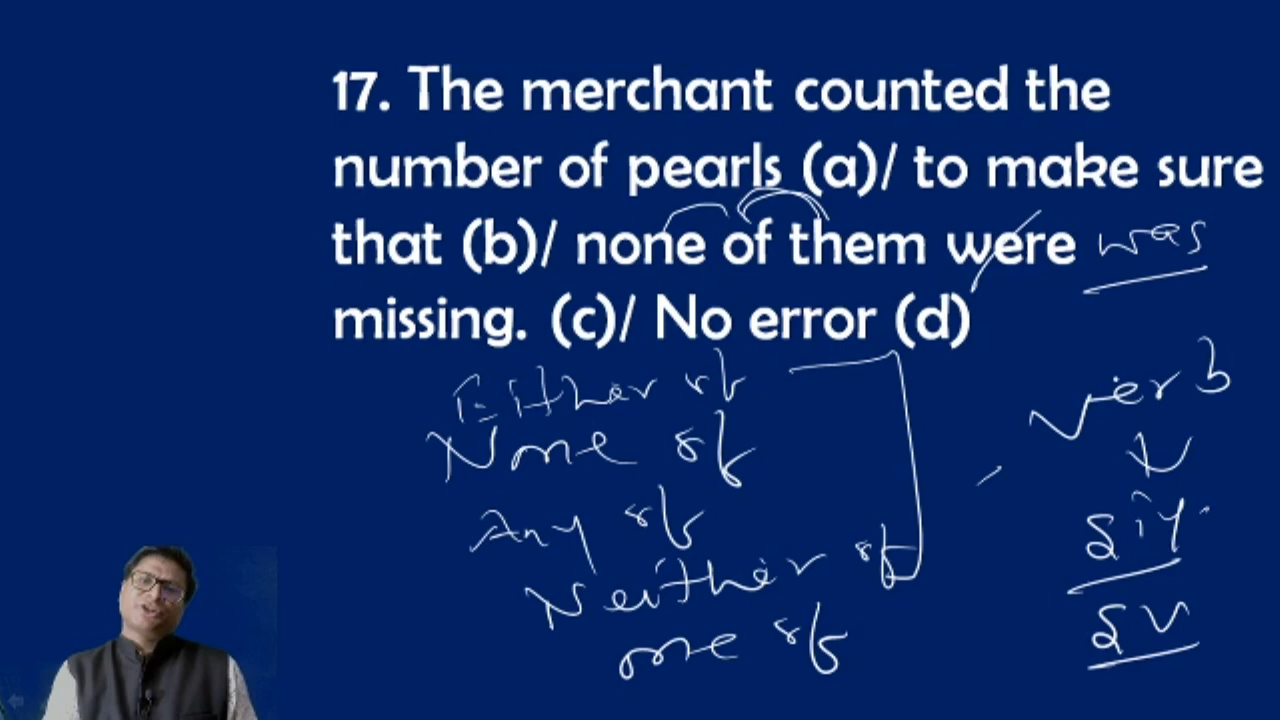 17. The merchant counted the
number of pearls (a)/ to make sure
that (b)/ none of them were was
missing. (c)/ No error (d)
Either of
None of
Any of
Neither of
one of
Verb
V
SV